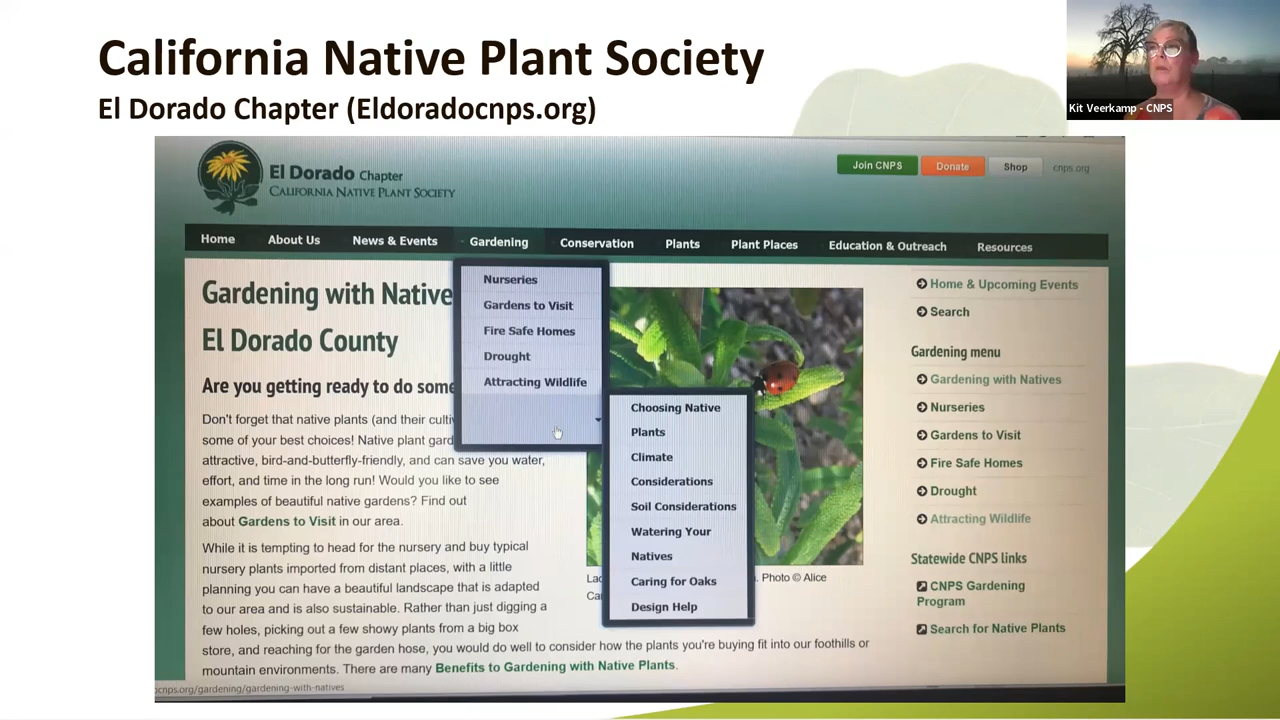 California Native Plant Society
El Dorado Chapter (Eldoradocnps.org)
Kit Veerkamp - CNPS
El Dorado Chapter
CALIFORNIA NATIVE PLANT SOCIETY
Join CNPS
Donate
Shop
cnps.org
Home
About Us
News & Events
Gardening
Conservation
Plants
Plant Places
Education & Outreach
Resources
Nurseries
Gardens to Visit
Fire Safe Homes
Drought
Attracting Wildlife
Choosing Native
Plants
Climate
Considerations
Soil Considerations
Watering Your
Natives
Caring for Oaks
Design Help
Gardening with Native
El Dorado County
Are you getting ready to do some
Don't forget that native plants (and their
some of your best choices! Native plant
attractive, bird-and-butterfly-friendly, and can save you water,
effort, and time in the long run! Would you like to see
examples of beautiful native gardens? Find out
about Gardens to Visit in our area.
While it is tempting to head for the nursery and buy typical
nursery plants imported from distant places, with a little
planning you can have a beautiful landscape that is adapted
to our area and is also sustainable. Rather than just digging a
few holes, picking out a few showy plants from a big box
store, and reaching for the garden hose, you would do well to consider how the plants you're buying fit into our foothills or
mountain environments. There are many Benefits to Gardening with Native Plants.
Photo © Alice
Home & Upcoming Events
Search
Gardening menu
Gardening with Natives
Nurseries
Gardens to Visit
Fire Safe Homes
Drought
Attracting Wildlife
Statewide CNPS links
CNPS Gardening
Program
Search for Native Plants
cnps.org/gardening/gardening-with-natives